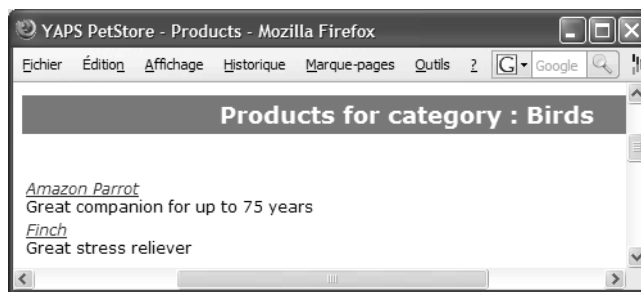 YAPS PetStore - Products - Mozilla Firefox
Fichier Édition Affichage Historique Marque-pages Outils ? G Google
Products for category : Birds
Amazon Parrot
Great companion for up to 75 years
Finch
Great stress reliever